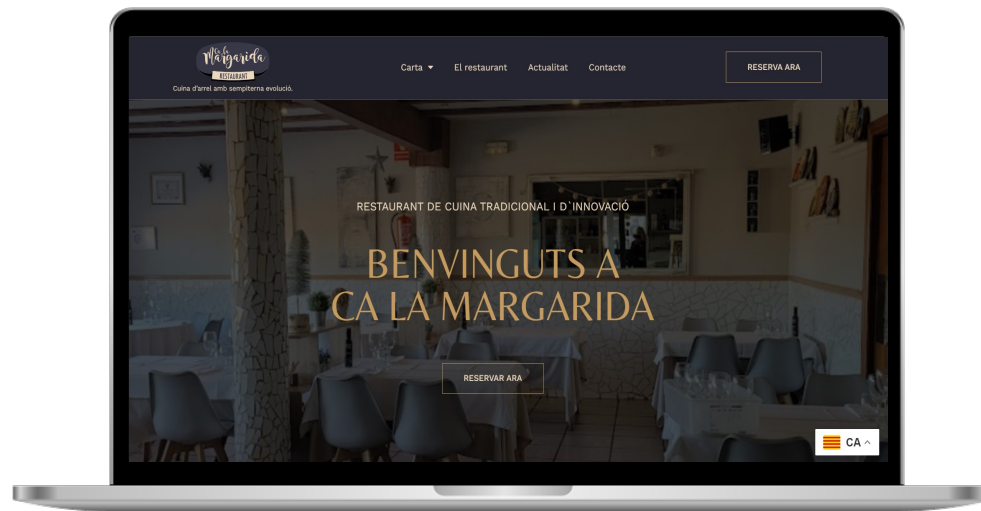 Ca la
Margarida
RESTAURANT
Cuina d'arrel amb sempiterna evolució.
Carta
El restaurant
Actualitat
Contacte
RESERVA ARA
RESTAURANT DE CUINA TRADICIONAL I D`INNOVACIÓ
BENVINGUTS A
CA LA MARGARIDA
RESERVAR ARA
CA